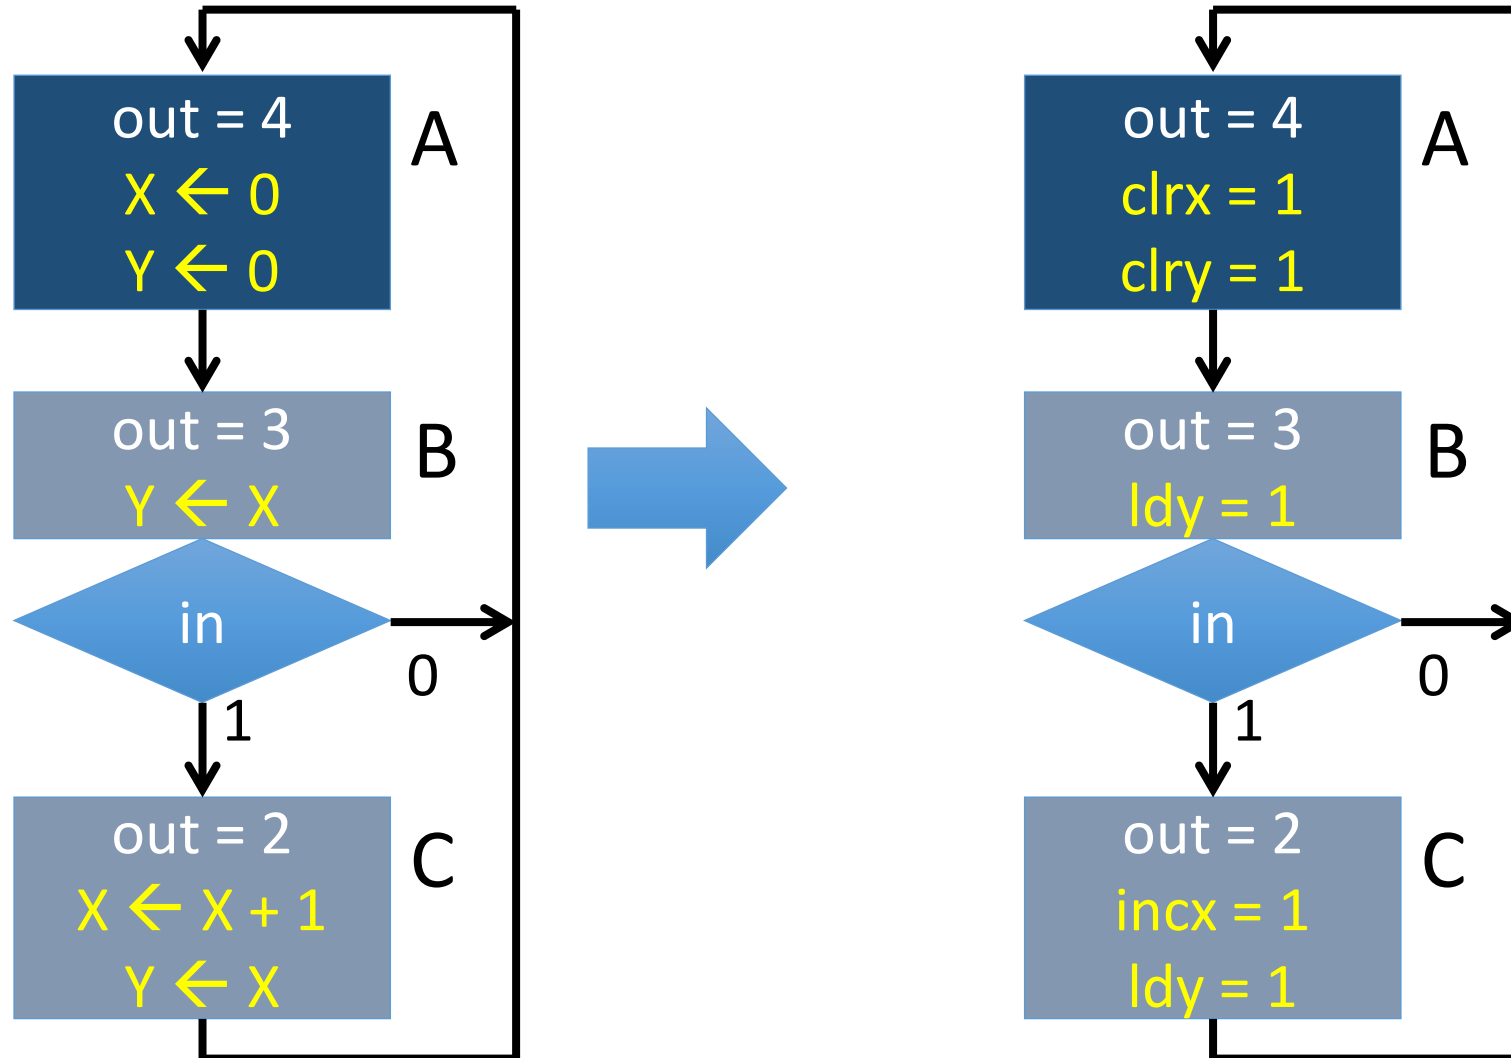 out = 4
X ← 0
Y ← 0
A
out = 3
Y ← X
B
in
0
1
out = 2
X ← X + 1
Y ← X
C
out = 4
clrx = 1
clry = 1
A
out = 3
ldy = 1
B
in
0
1
out = 2
incx = 1
ldy = 1
C